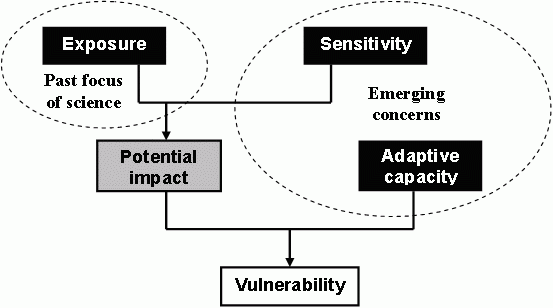 Exposure
Sensitivity
Past focus
of science
Emerging
concerns
Potential
impact
Adaptive
capacity
Vulnerability